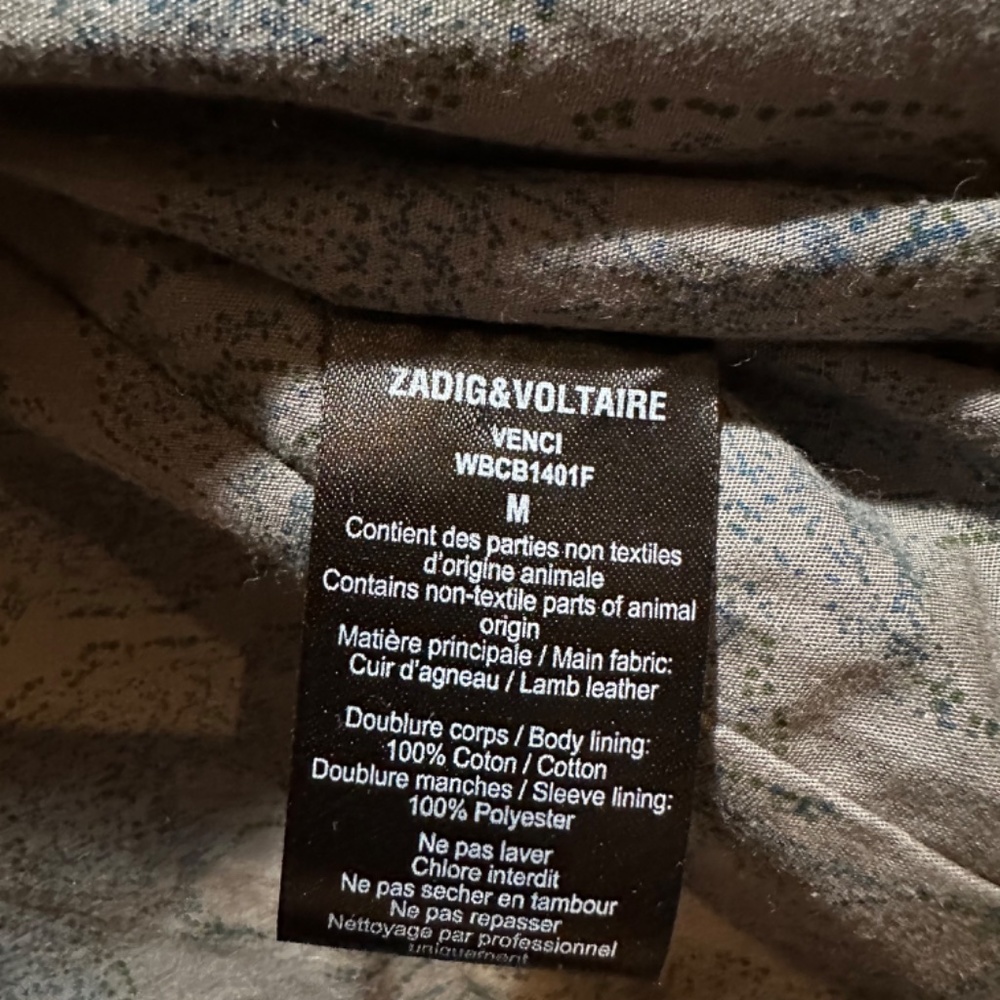 ZADIG&VOLTAIRE
VENCI
WBCB1401F
M
Contient des parties non textiles
d'origine animale
Contains non-textile parts of animal
origin
Matière principale / Main fabric:
Cuir d'agneau / Lamb leather
Doublure corps / Body lining:
100% Coton / Cotton
Doublure manches / Sleeve lining:
100% Polyester
Ne pas laver
Chlore interdit
Ne pas secher en tambour
Ne pas repasser
Nettoyage par professionnel
uniquement